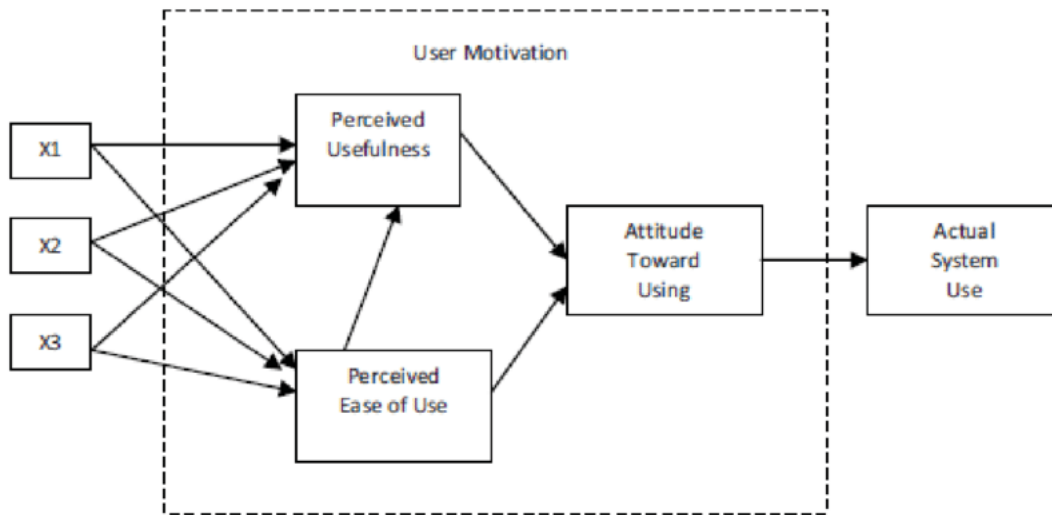 User Motivation
X1
X2
X3
Perceived
Usefulness
Perceived
Ease of Use
Attitude
Toward
Using
Actual
System
Use